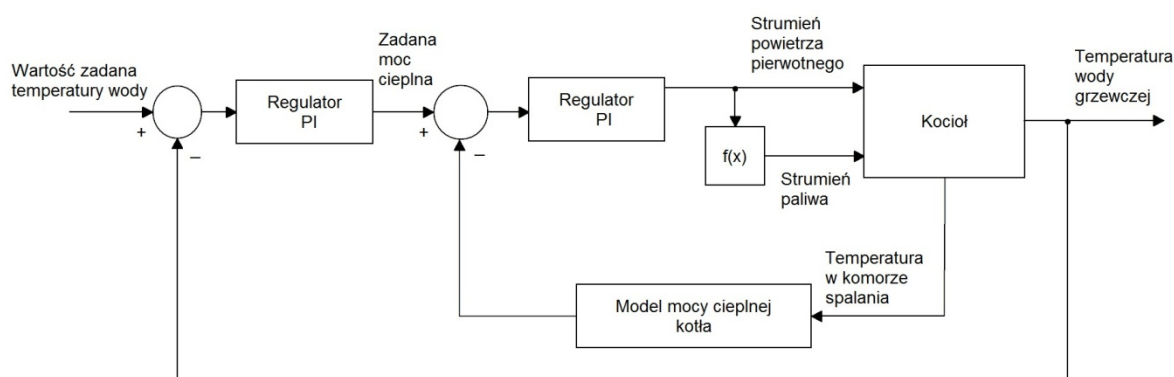 Wartość zadana
temperatury wody
+
–
Regulator
PI
Zadana
moc
cieplna
+
–
Regulator
PI
Strumień
powietrza
pierwotnego
f(x)
Strumień
paliwa
Kocioł
Temperatura
wody
grzewczej
Temperatura
w komorze
spalania
Model mocy cieplnej
kotła